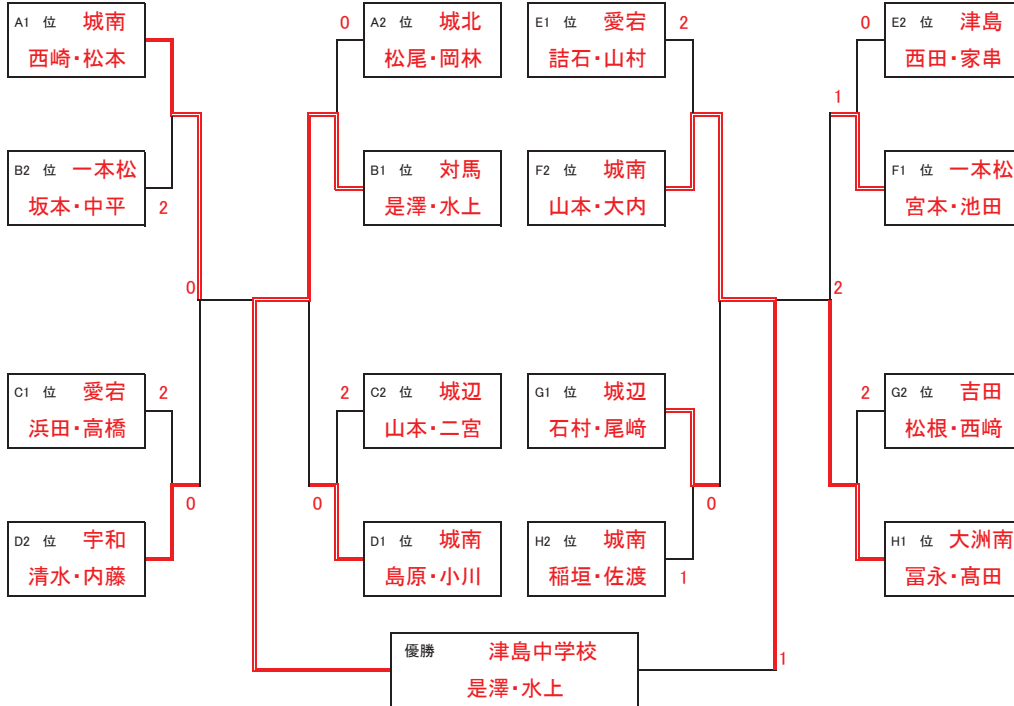 A1 位 城南
西崎・松本
0
A2 位 城北
松尾・岡林
E1 位 愛宕
詰石・山村
2
0
E2 位 津島
西田・家串
1
B2 位 一本松
坂本・中平
2
B1 位 対馬
是澤・水上
F2 位 城南
山本・大内
F1 位 一本松
宮本・池田
0
2
C1 位 愛宕
浜田・高橋
2
2
C2 位 城辺
山本・二宮
G1 位 城辺
石村・尾﨑
2
G2 位 吉田
松根・西﨑
0
0
0
D2 位 宇和
清水・内藤
D1 位 城南
島原・小川
H2 位 城南
稲垣・佐渡
1
H1 位 大洲南
冨永・髙田
優勝 津島中学校
是澤・水上
1